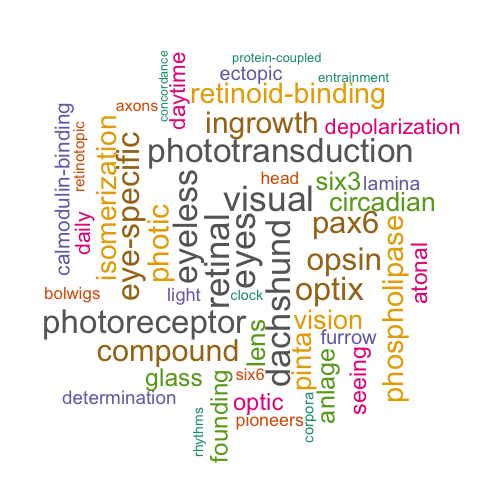 protein-coupled
concordance
daytime
ectopic
entrainment
retinoid-binding
axons
ingrowth
depolarization
calmodulin-binding
retinotopic
isomerization
eye-specific
phototransduction
head
six3
lamina
eyeless
visual
circadian
daily
photic
retinal
eyes
pax6
dachshund
opsin
phospholipase
atonal
bolwigs
light
clock
optix
photoreceptor
vision
lens
pinta
furrow
compound
glass
six6
anlage
seeing
determination
founding
optic
pioneers
corpora
rhythms